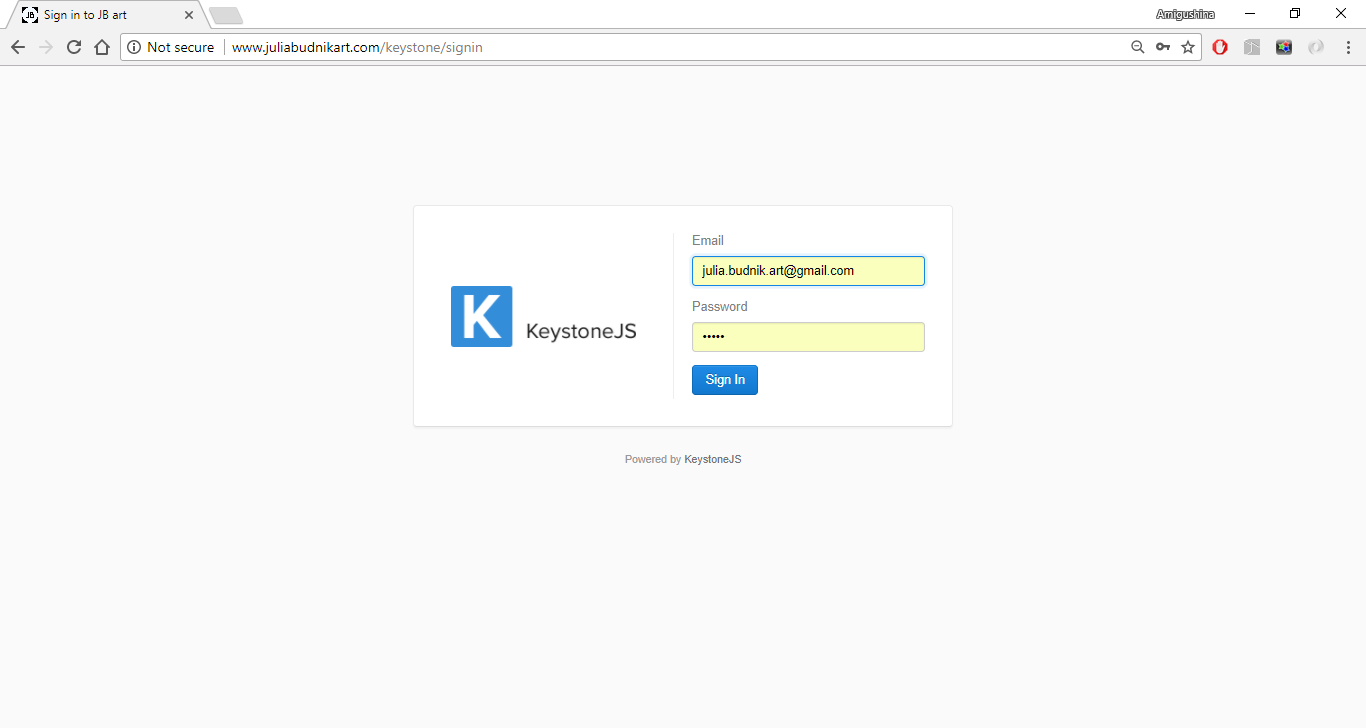 JB Sign in to JB art
Amigushina
Not secure www.juliabudnikart.com/keystone/signin
Email
julia.budnik.art@gmail.com
Password
•••••
K KeystoneJS
Sign In
Powered by KeystoneJS